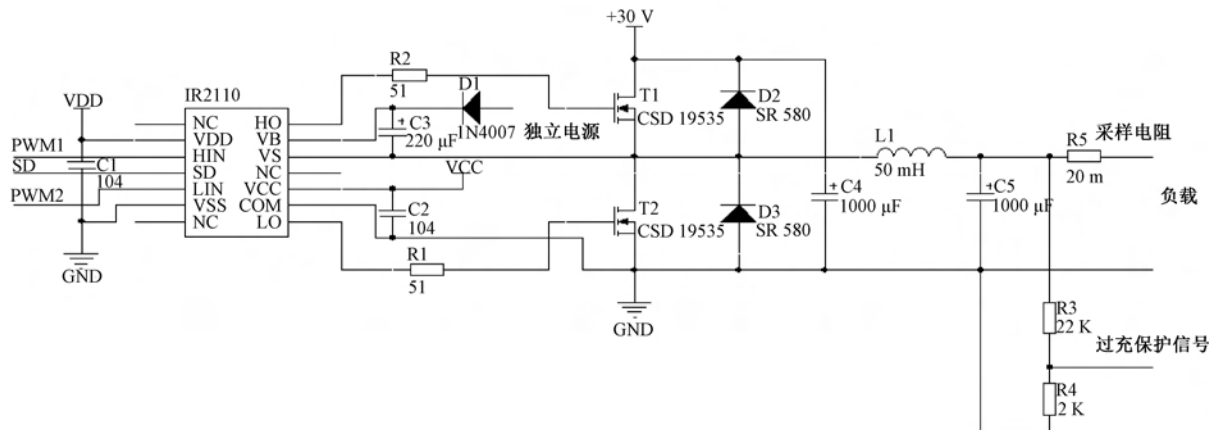 +30 V
R2
51
D1
1N4007
独立电源
T1
CSD 19535
D2
SR 580
VDD
IR2110
NC
VDD
HIN
SD
LIN
VSS
NC
HO
VB
VS
NC
VCC
COM
LO
C3
220 μF
PWM1
SD
PWM2
C1
104
GND
VCC
C2
104
R1
51
T2
CSD 19535
D3
SR 580
GND
C4
1000 μF
L1
50 mH
C5
1000 μF
R5
20 m
采样电阻
负载
R3
22 K
过充保护信号
R4
2 K